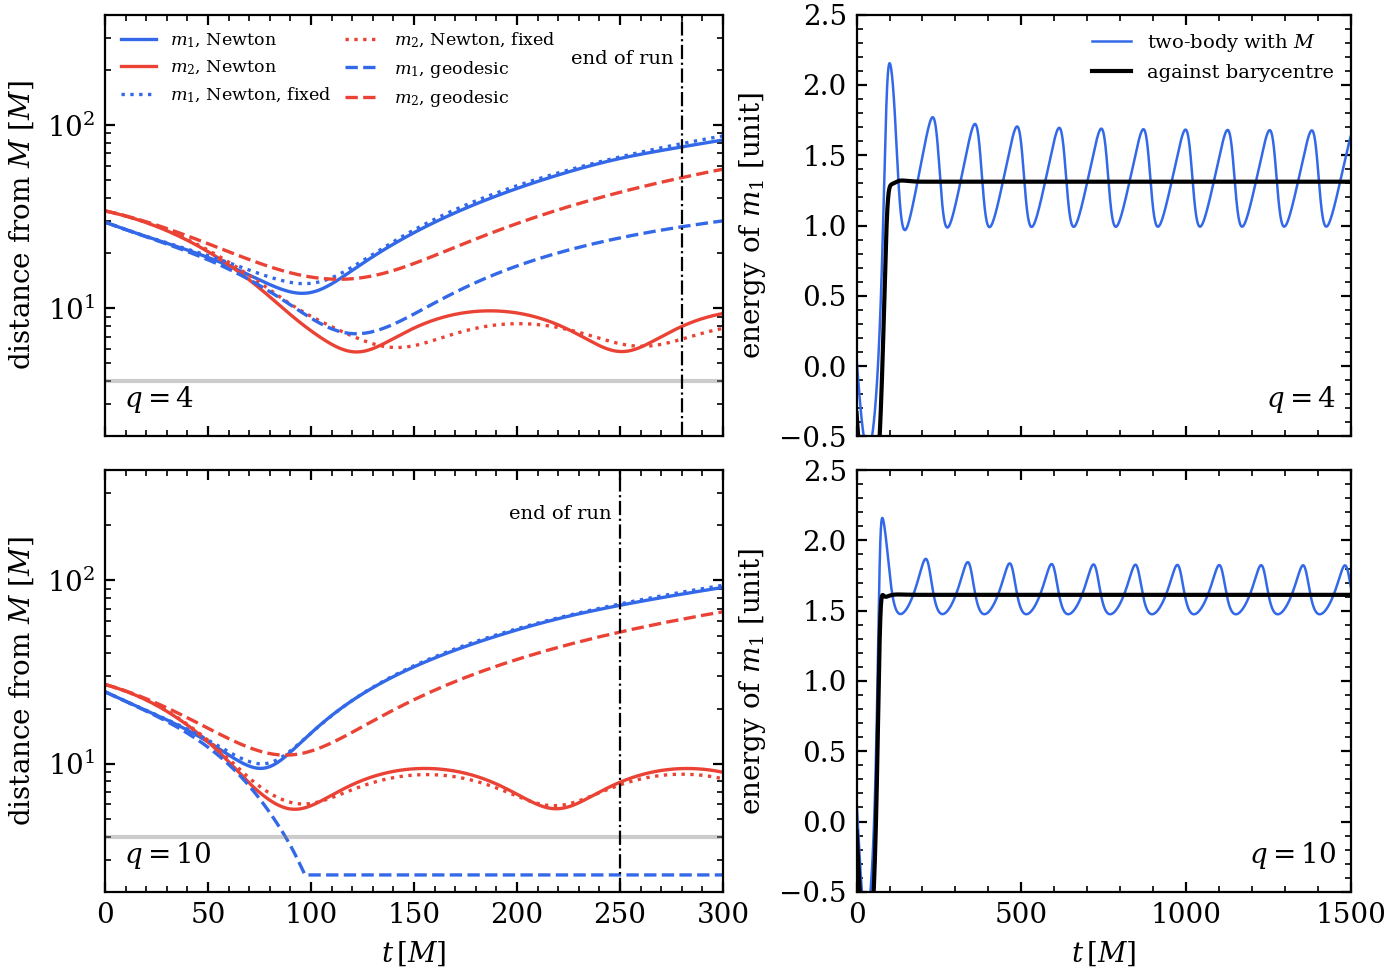 distance from M [M]
10²
10¹
m₁, Newton
m₂, Newton
m₁, Newton, fixed
m₂, Newton, fixed
m₁, geodesic
m₂, geodesic
end of run
q = 4
energy of m₁ [unit]
2.5
2.0
1.5
1.0
0.5
0.0
−0.5
two-body with M
against barycentre
q = 4
distance from M [M]
10²
10¹
end of run
q = 10
0 50 100 150 200 250 300
t [M]
energy of m₁ [unit]
2.5
2.0
1.5
1.0
0.5
0.0
−0.5
q = 10
0 500 1000 1500
t [M]